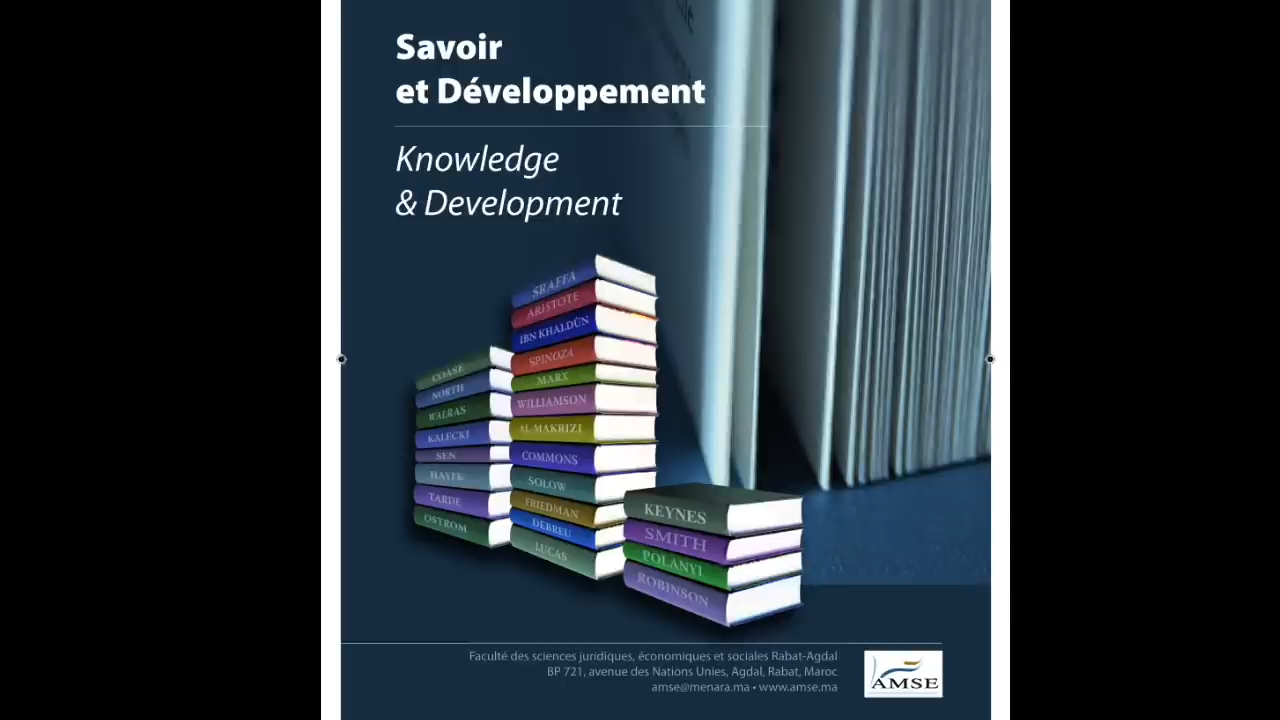 Savoir
et Développement
Knowledge
& Development
SRAFFA
ARISTOTE
IBN KHALDÛN
SPINOZA
MARX
WILLIAMSON
AL-MAKRIZI
COMMONS
SOLOW
FRIEDMAN
DEBREU
LUCAS
COASE
NORTH
WALRAS
KALECKI
SEN
HAYEK
TARDE
OSTROM
KEYNES
SMITH
POLANYI
ROBINSON
Faculté des sciences juridiques, économiques et sociales Rabat-Agdal
BP 721, avenue des Nations Unies, Agdal, Rabat, Maroc
amse@menara.ma • www.amse.ma
AMSE